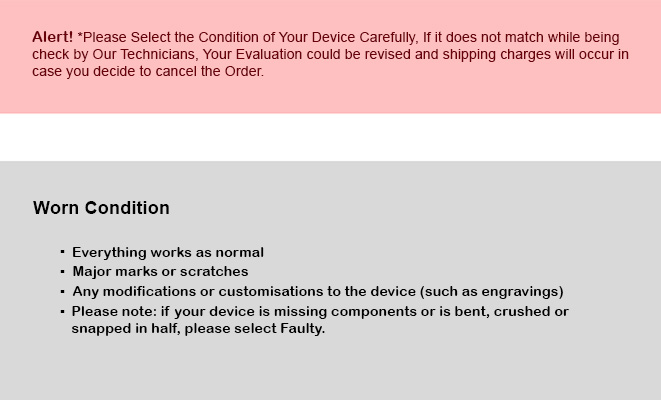 Alert! *Please Select the Condition of Your Device Carefully, If it does not match while being
check by Our Technicians, Your Evaluation could be revised and shipping charges will occur in
case you decide to cancel the Order.
Worn Condition
▪ Everything works as normal
▪ Major marks or scratches
▪ Any modifications or customisations to the device (such as engravings)
▪ Please note: if your device is missing components or is bent, crushed or
snapped in half, please select Faulty.